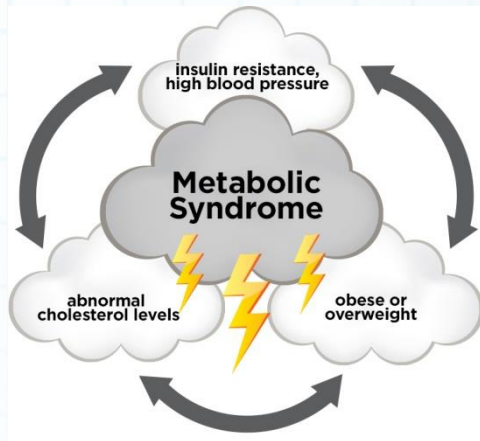 insulin resistance,
high blood pressure
Metabolic
Syndrome
abnormal
cholesterol levels
obese or
overweight